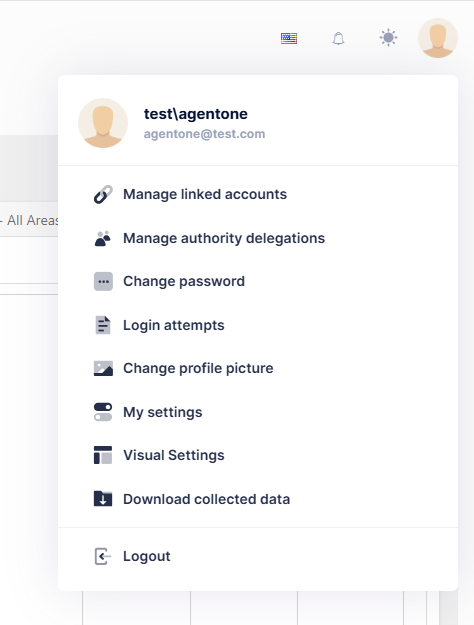 test\agentone
agentone@test.com
- All Areas
Manage linked accounts
Manage authority delegations
Change password
Login attempts
Change profile picture
My settings
Visual Settings
Download collected data
Logout